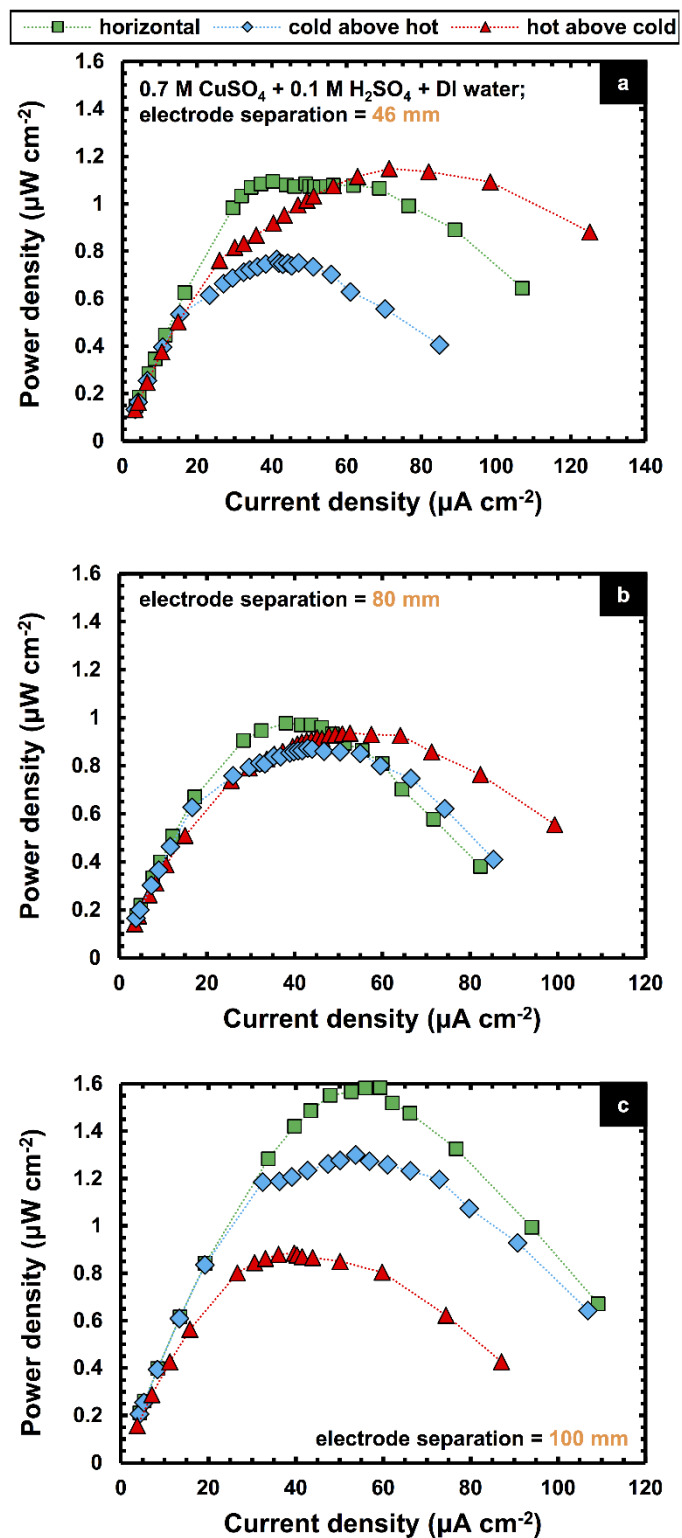 horizontal cold above hot hot above cold
a
0.7 M CuSO₄ + 0.1 M H₂SO₄ + DI water;
electrode separation = 46 mm
1.6
1.4
1.2
1
0.8
0.6
0.4
0.2
0
Power density (µW cm⁻²)
0 20 40 60 80 100 120 140
Current density (µA cm⁻²)
b
electrode separation = 80 mm
1.6
1.4
1.2
1
0.8
0.6
0.4
0.2
0
Power density (µW cm⁻²)
0 20 40 60 80 100 120
Current density (µA cm⁻²)
c
1.6
1.4
1.2
1
0.8
0.6
0.4
0.2
0
Power density (µW cm⁻²)
electrode separation = 100 mm
0 20 40 60 80 100 120
Current density (µA cm⁻²)